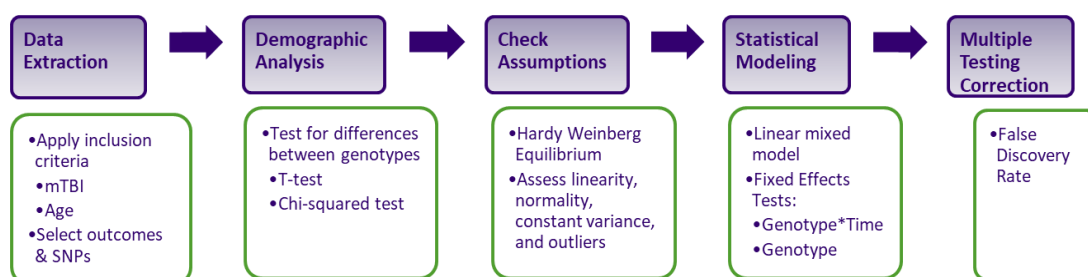 Data
Extraction
Demographic
Analysis
Check
Assumptions
Statistical
Modeling
Multiple
Testing
Correction
•Apply inclusion
criteria
•mTBI
•Age
•Select outcomes
& SNPs
•Test for differences
between genotypes
•T-test
•Chi-squared test
•Hardy Weinberg
Equilibrium
•Assess linearity,
normality,
constant variance,
and outliers
•Linear mixed
model
•Fixed Effects
Tests:
•Genotype*Time
•Genotype
•False
Discovery
Rate